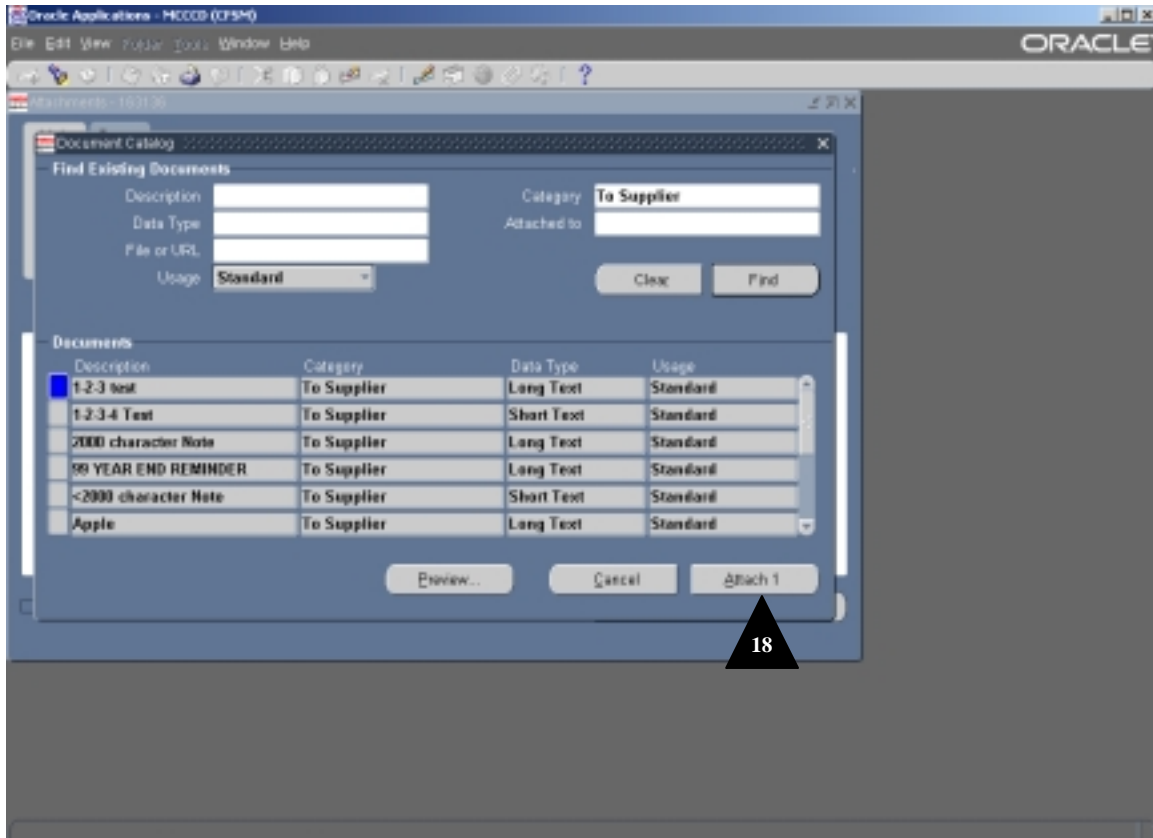 Oracle Applications - MCCCD (CFSM)
File Edit View Folder Tools Window Help
ORACLE
Attachments - 163136
Document Catalog
Find Existing Documents
Description Category To Supplier
Data Type Attached to
File or URL
Usage Standard Clear Find
Documents
Description Category Data Type Usage
1-2-3 test To Supplier Long Text Standard
1-2-3-4 Test To Supplier Short Text Standard
2000 character Note To Supplier Long Text Standard
99 YEAR END REMINDER To Supplier Long Text Standard
<2000 character Note To Supplier Short Text Standard
Apple To Supplier Long Text Standard
Preview... Cancel Attach 1
18